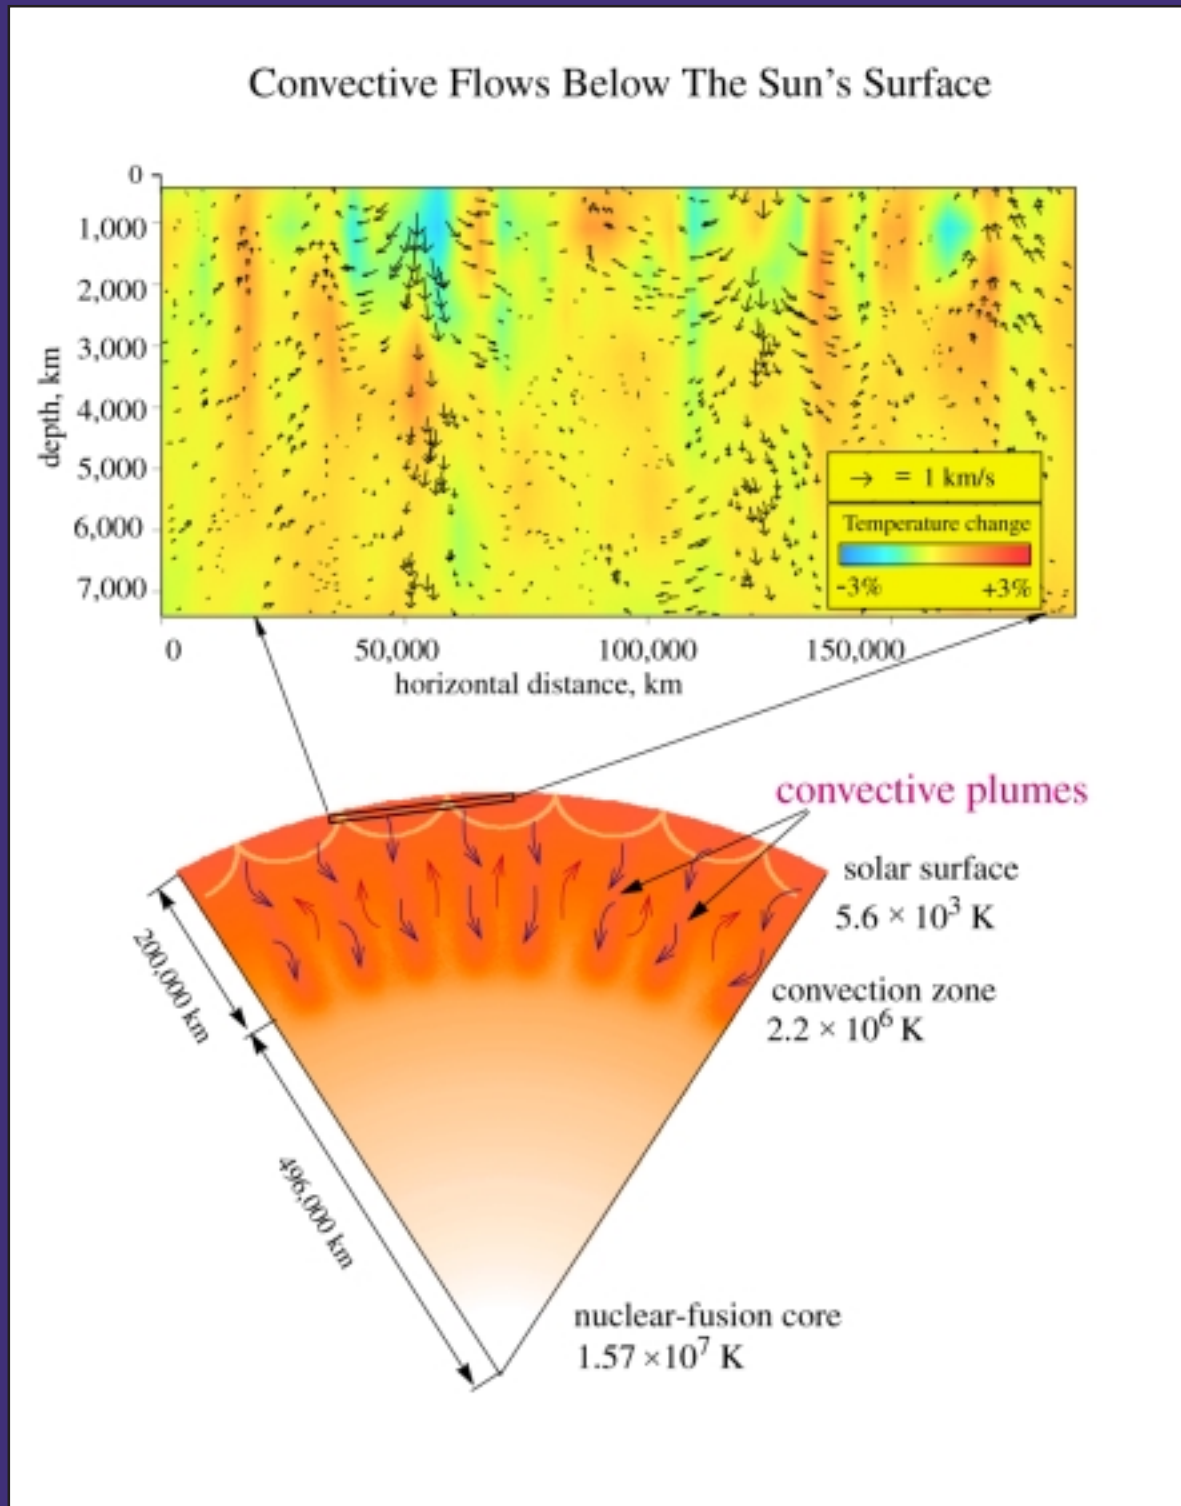 Convective Flows Below The Sun's Surface
0
1,000
2,000
3,000
4,000
5,000
6,000
7,000
depth, km
→ = 1 km/s
Temperature change
-3% +3%
0 50,000 100,000 150,000
horizontal distance, km
convective plumes
solar surface
5.6 × 10³ K
200,000 km
convection zone
2.2 × 10⁶ K
496,000 km
nuclear-fusion core
1.57 ×10⁷ K